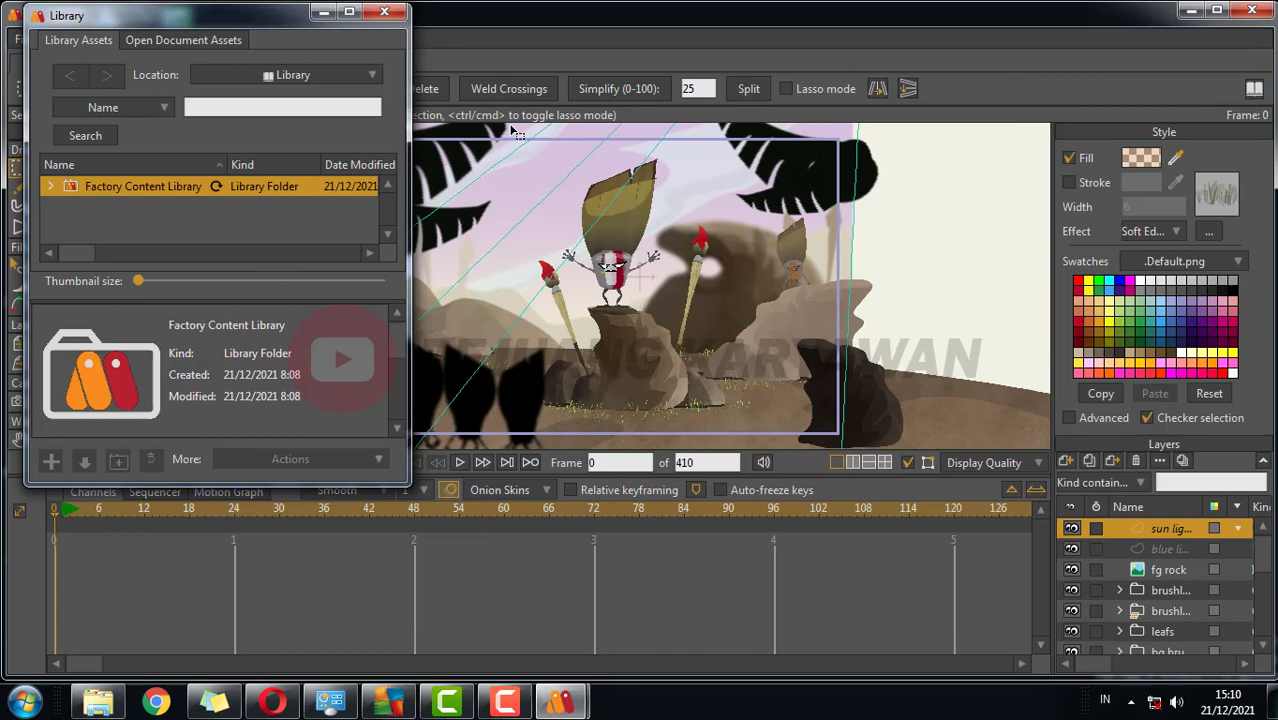 Library
Library Assets
Open Document Assets
< > Location: Library
Name
Search
Name Kind Date Modified
Factory Content Library Library Folder 21/12/2021
Thumbnail size:
Factory Content Library
Kind: Library Folder
Created: 21/12/2021 8:08
Modified: 21/12/2021 8:08
More: Actions
Weld Crossings
Simplify (0-100): 25
Split
Lasso mode
<ctrl/cmd> to toggle lasso mode)
Frame: 0
Style
Fill
Stroke
Width 6
Effect Soft Ed... ...
Swatches .Default.png
Copy Paste Reset
Advanced Checker selection
Layers
Kind contain...
Name
sun lig...
blue li...
fg rock
brushl...
brushl...
leafs
Frame 0 of 410
Display Quality
Channels Sequencer Motion Graph
Smooth 1
Onion Skins
Relative keyframing
Auto-freeze keys
0 6 12 18 24 30 36 42 48 54 60 66 72 78 84 90 96 102 108 114 120 126
0 1 2 3 4 5
IN
15:10
21/12/2021